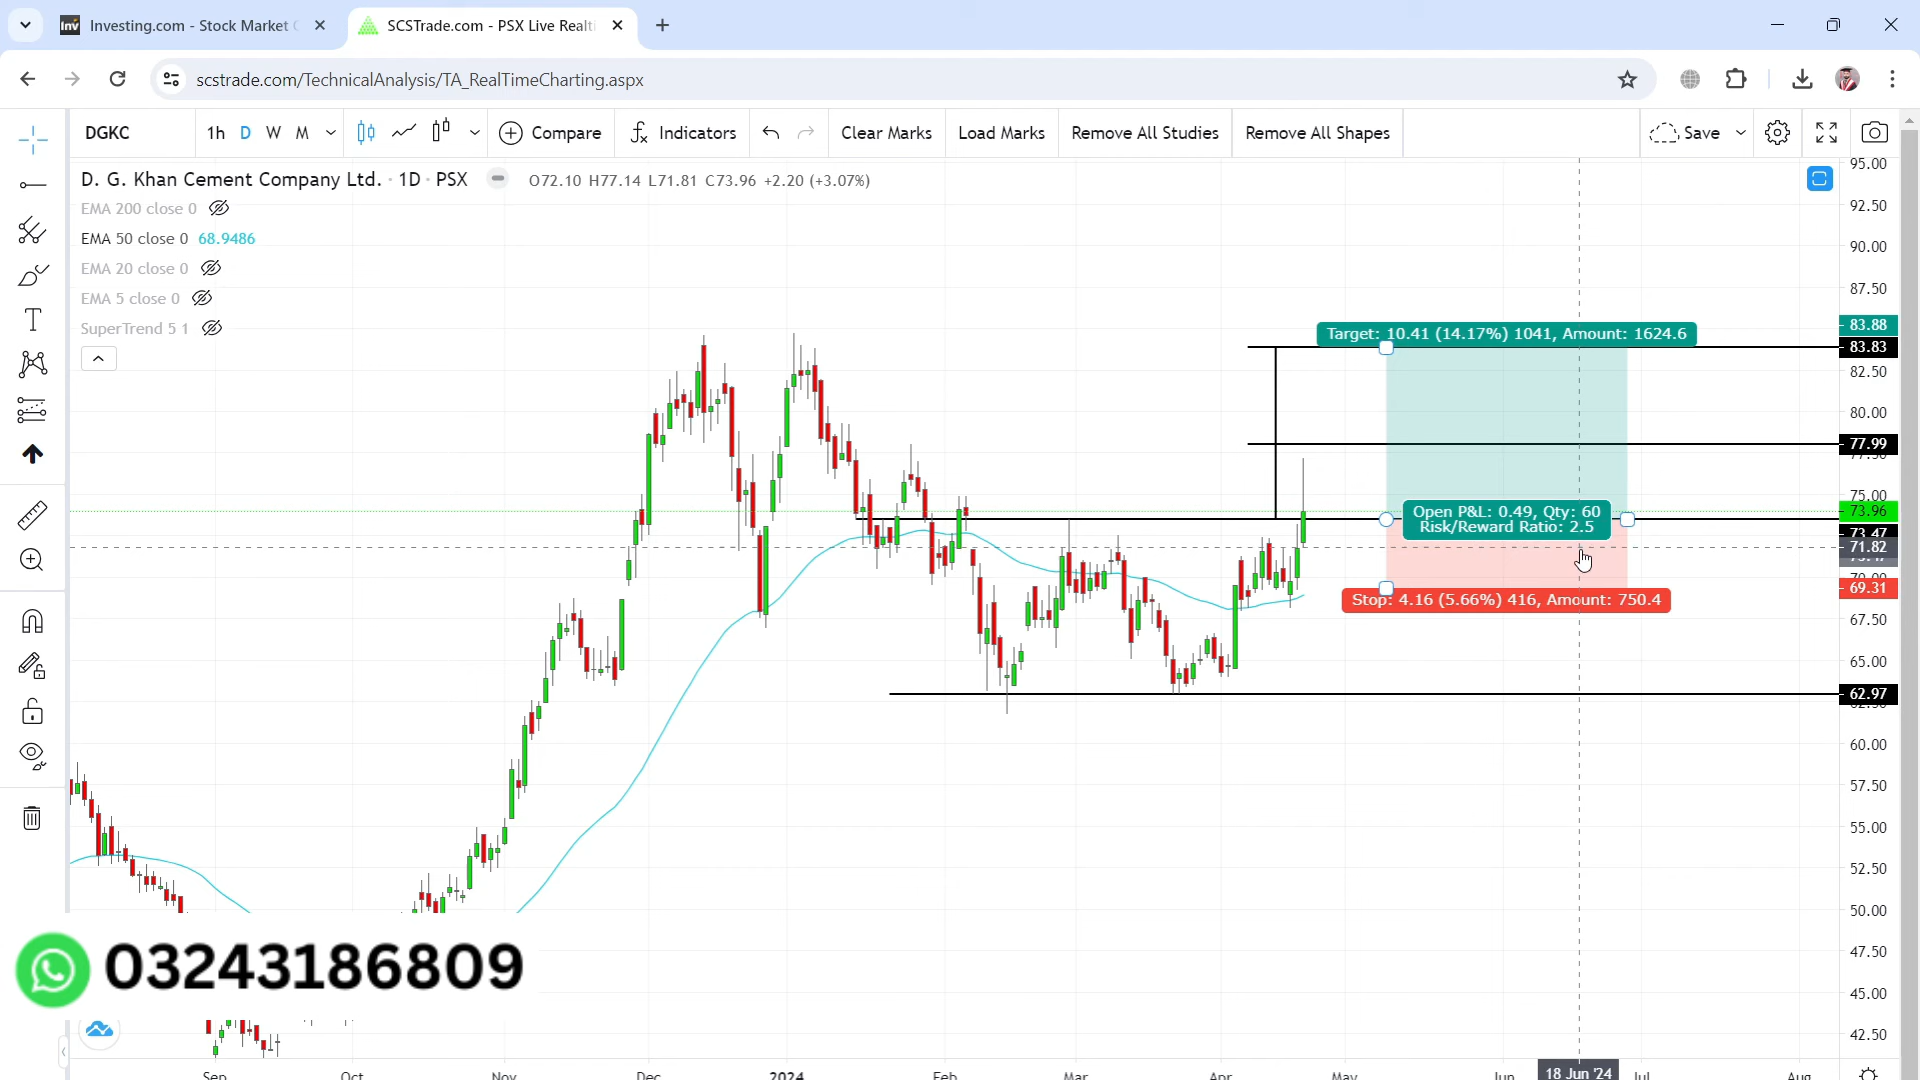 Investing.com - Stock Market
SCSTrade.com - PSX Live Realti
scstrade.com/TechnicalAnalysis/TA_RealTimeCharting.aspx
DGKC 1h D W M Compare Indicators Clear Marks Load Marks Remove All Studies Remove All Shapes Save
D. G. Khan Cement Company Ltd. · 1D · PSX O72.10 H77.14 L71.81 C73.96 +2.20 (+3.07%)
EMA 200 close 0
EMA 50 close 0 68.9486
EMA 20 close 0
EMA 5 close 0
SuperTrend 5 1
Target: 10.41 (14.17%) 1041, Amount: 1624.6
Open P&L: 0.49, Qty: 60
Risk/Reward Ratio: 2.5
Stop: 4.16 (5.66%) 416, Amount: 750.4
95.00
92.50
90.00
87.50
83.88
83.83
82.50
80.00
77.99
77.50
75.00
73.96
73.47
71.82
70.00
69.31
67.50
65.00
62.97
62.50
60.00
57.50
55.00
52.50
50.00
47.50
45.00
42.50
03243186809
Sep Oct Nov Dec 2024 Feb Mar Apr May Jun 18 Jun '24 Jul Aug